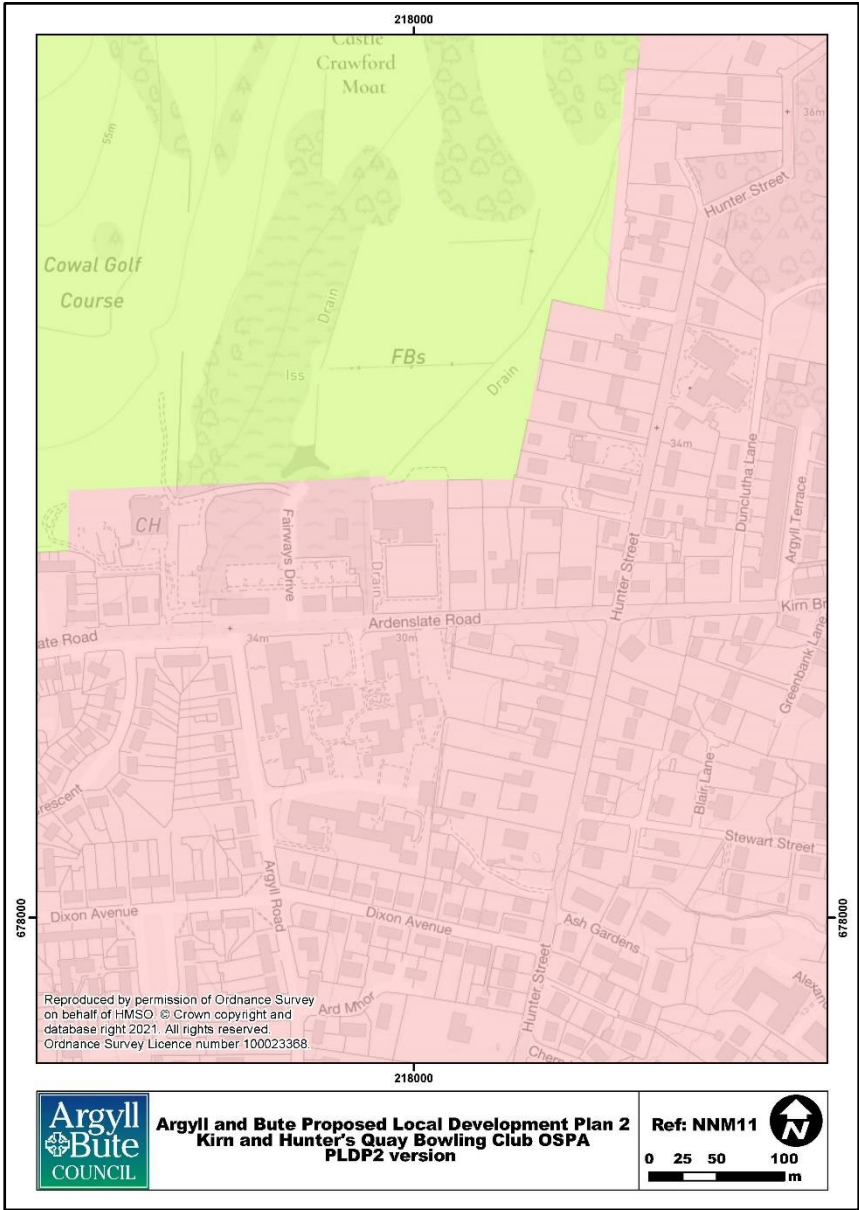 218000
Castle
Crawford
Moat
55m
36m
Hunter Street
Cowal Golf
Course
Drain
FBs
Iss
Drain
34m
Dunclutha Lane
Argyll Terrace
CH
Fairways Drive
Drain
Hunter Street
Kirn Br
Ardenslate Road
ate Road
34m
30m
Greenbank Lane
Blair Lane
rescent
Stewart Street
Argyll Road
678000
678000
Dixon Avenue
Dixon Avenue
Ash Gardens
Hunter Street
Alexan
Reproduced by permission of Ordnance Survey
on behalf of HMSO. © Crown copyright and
database right 2021. All rights reserved.
Ordnance Survey Licence number 100023368.
Ard Mhor
Cherry
218000
Argyll
&Bute
COUNCIL
Argyll and Bute Proposed Local Development Plan 2
Kirn and Hunter's Quay Bowling Club OSPA
PLDP2 version
Ref: NNM11
N
0 25 50 100
m